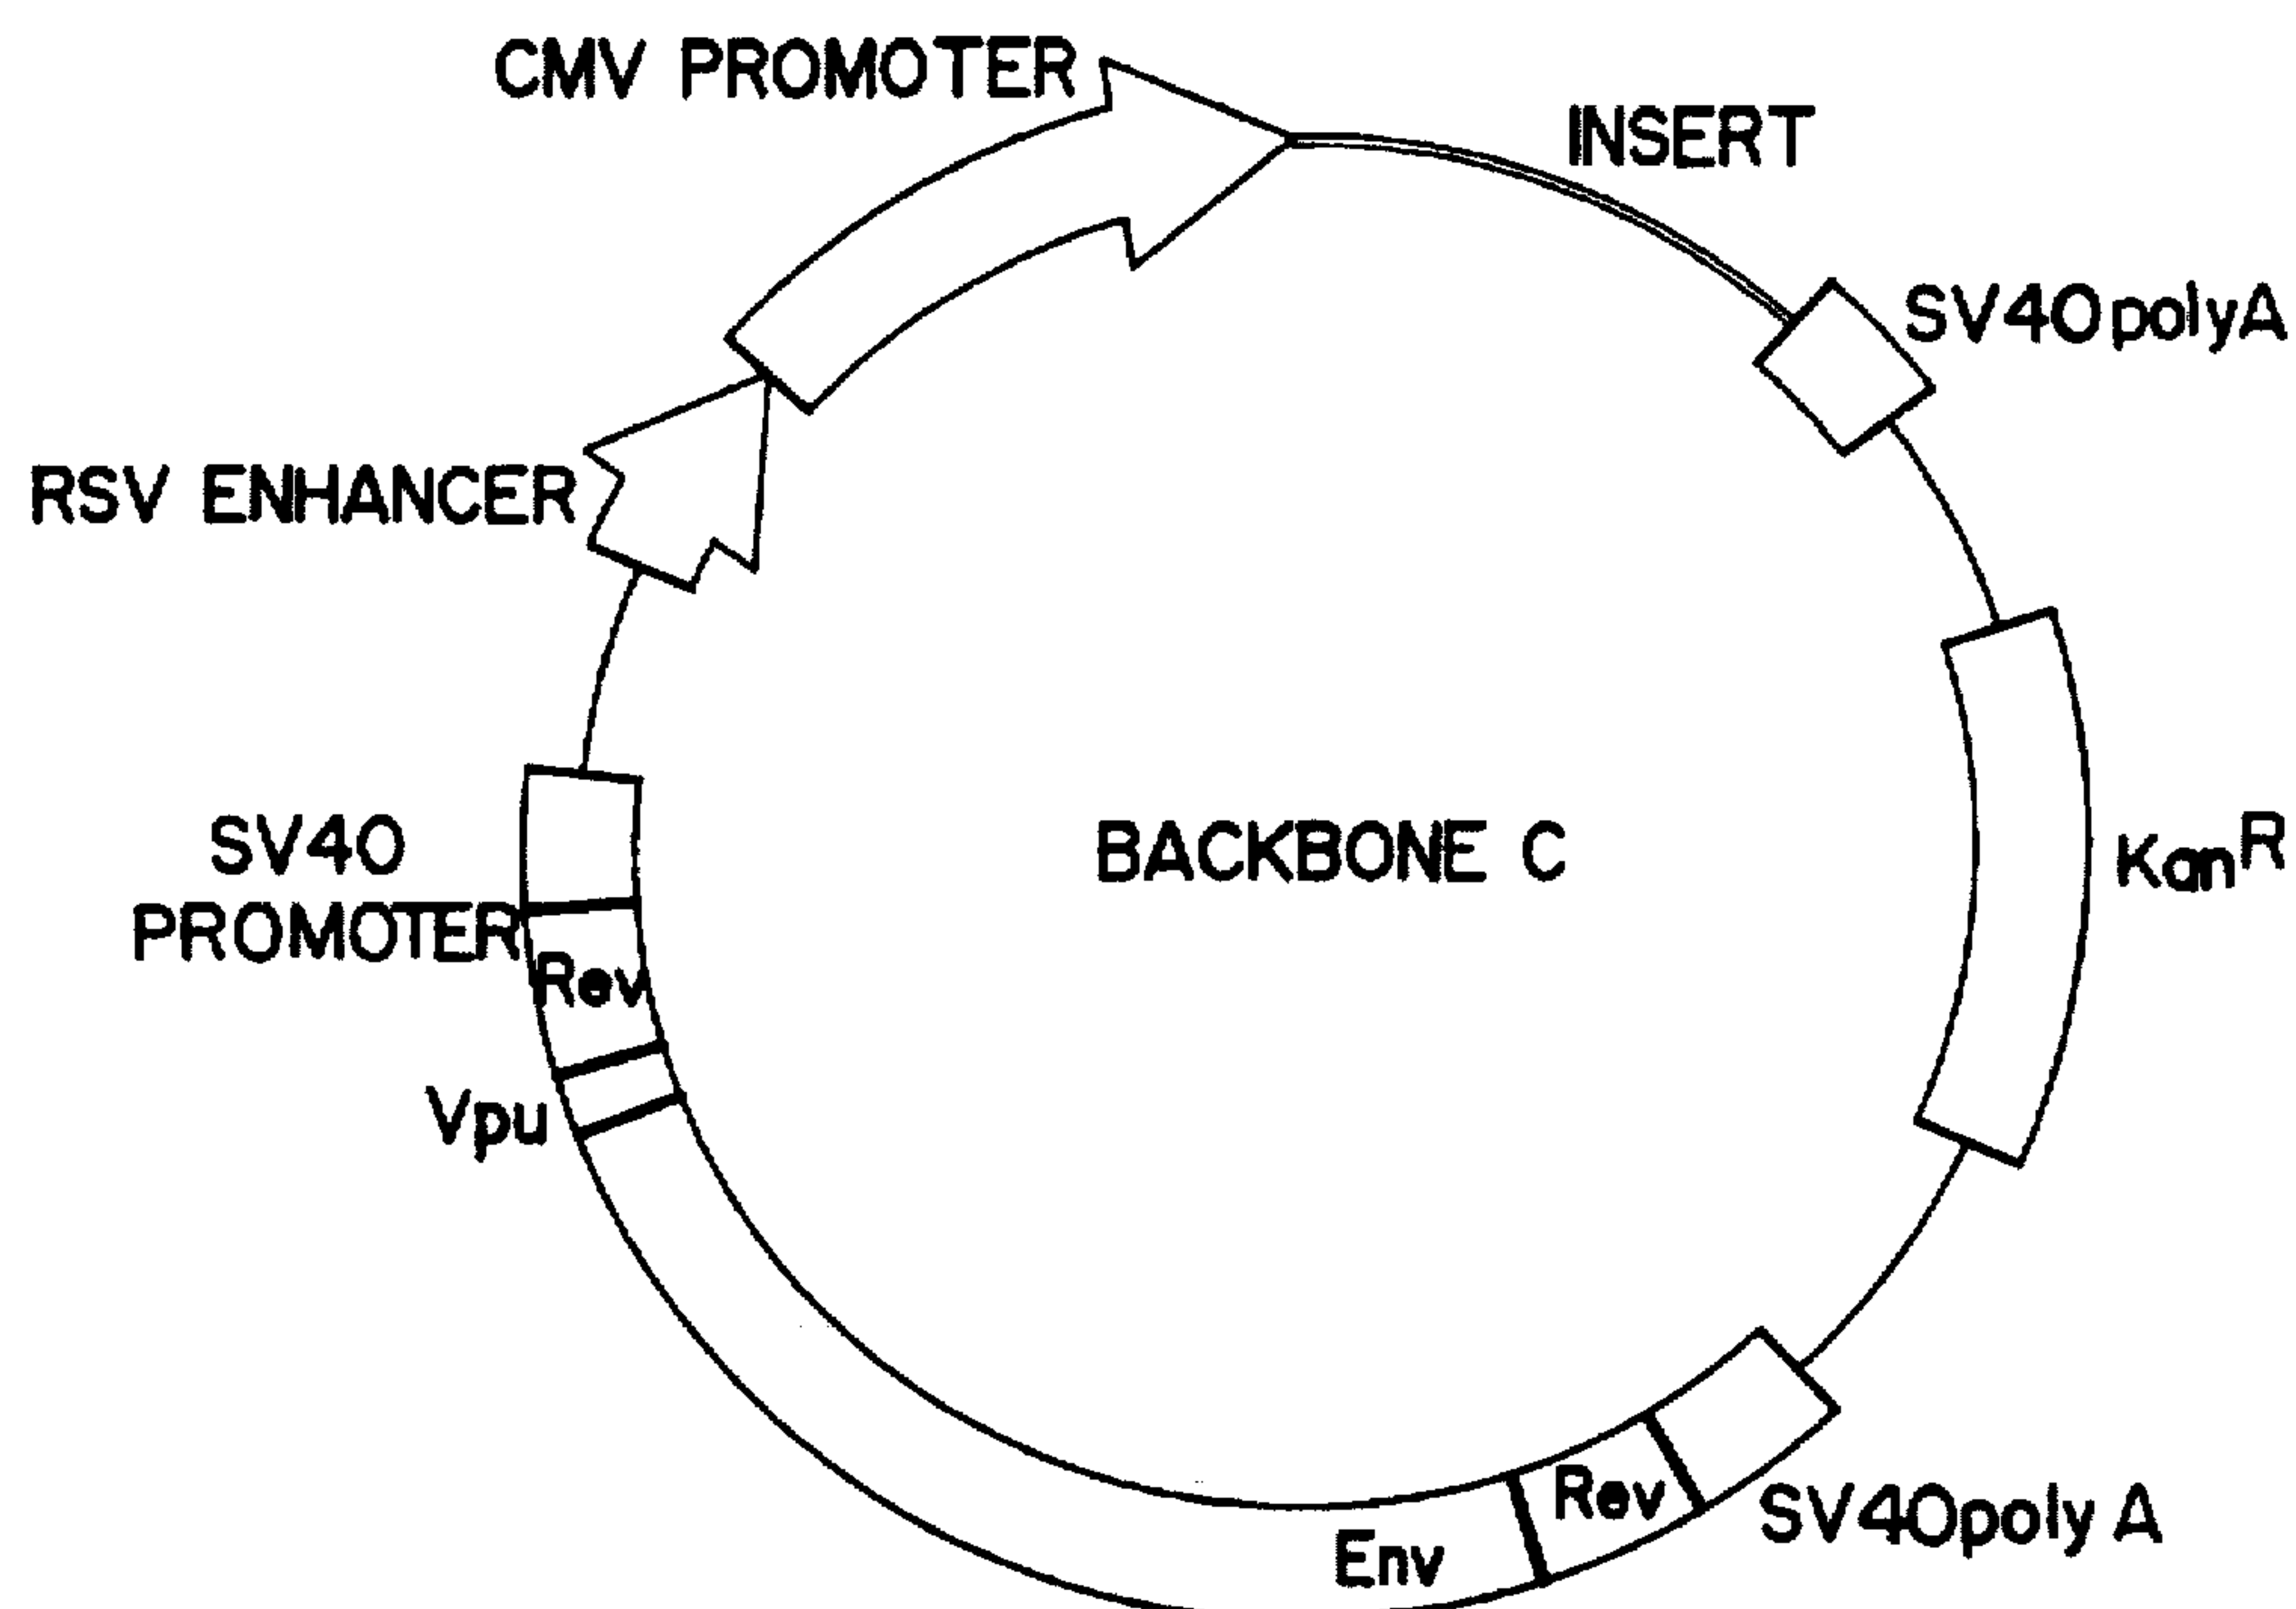 CMV PROMOTER
INSERT
SV40polyA
RSV ENHANCER
SV40
PROMOTER
BACKBONE C
KanR
Rev
Vpu
Rev
SV40poly A
Env